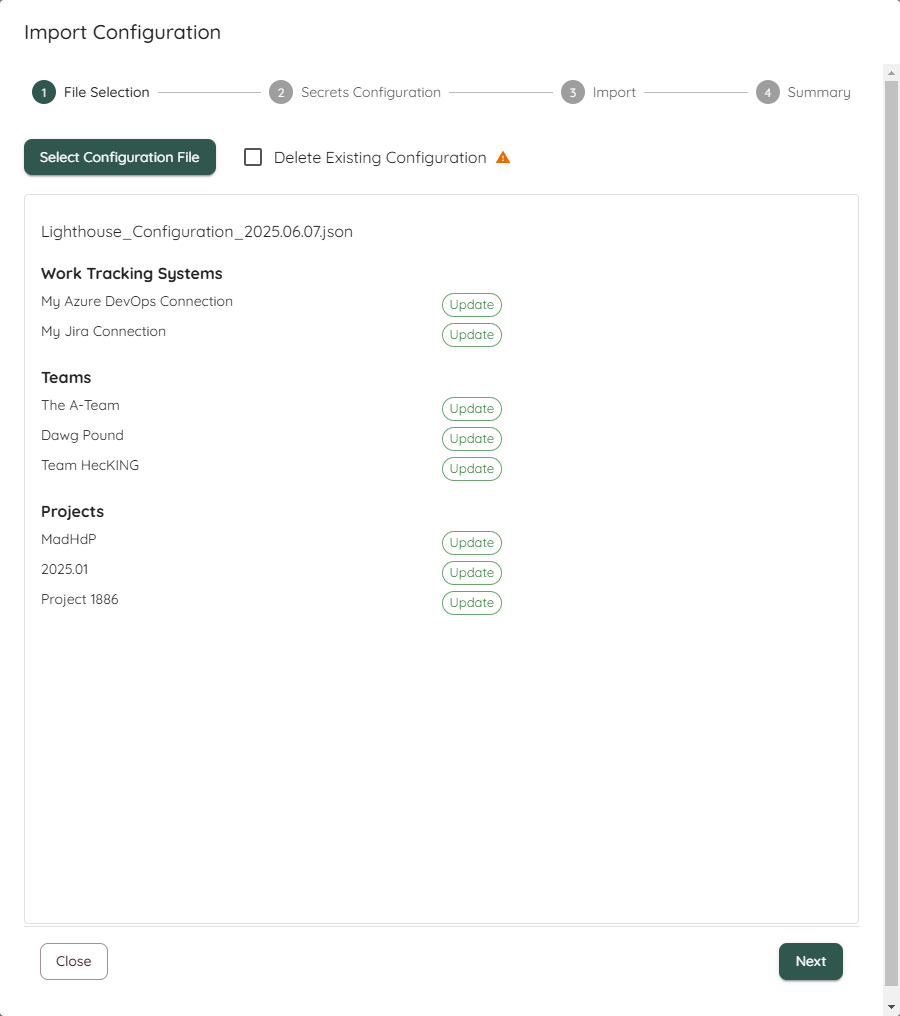 Import Configuration
1 File Selection 2 Secrets Configuration 3 Import 4 Summary
Select Configuration File Delete Existing Configuration
Lighthouse_Configuration_2025.06.07.json
Work Tracking Systems
My Azure DevOps Connection Update
My Jira Connection Update
Teams
The A-Team Update
Dawg Pound Update
Team HecKING Update
Projects
MadHdP Update
2025.01 Update
Project 1886 Update
Close Next